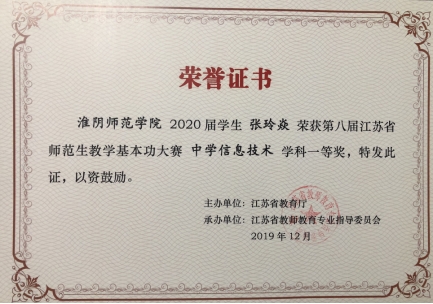 荣誉证书
淮阴师范学院 2020 届学生 张玲焱 荣获第八届江苏省
师范生教学基本功大赛 中学信息技术 学科一等奖，特发此
证，以资鼓励。
主办单位：江苏省教育厅
承办单位：江苏省教师教育专业指导委员会
2019 年 12 月